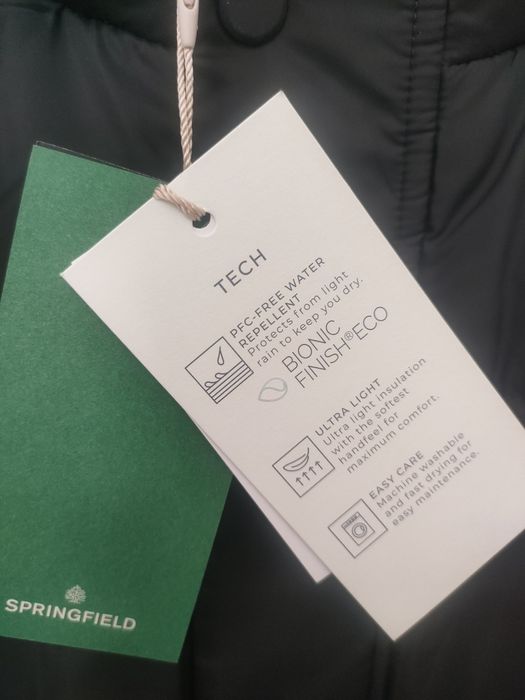 TECH
PFC-FREE WATER
REPELLENT
Protects from light
rain to keep you dry.
BIONIC
FINISH®ECO
ULTRA LIGHT
Ultra light insulation
with the softest
handfeel for
maximum comfort.
EASY CARE
Machine washable
and fast drying for
easy maintenance.
SPRINGFIELD